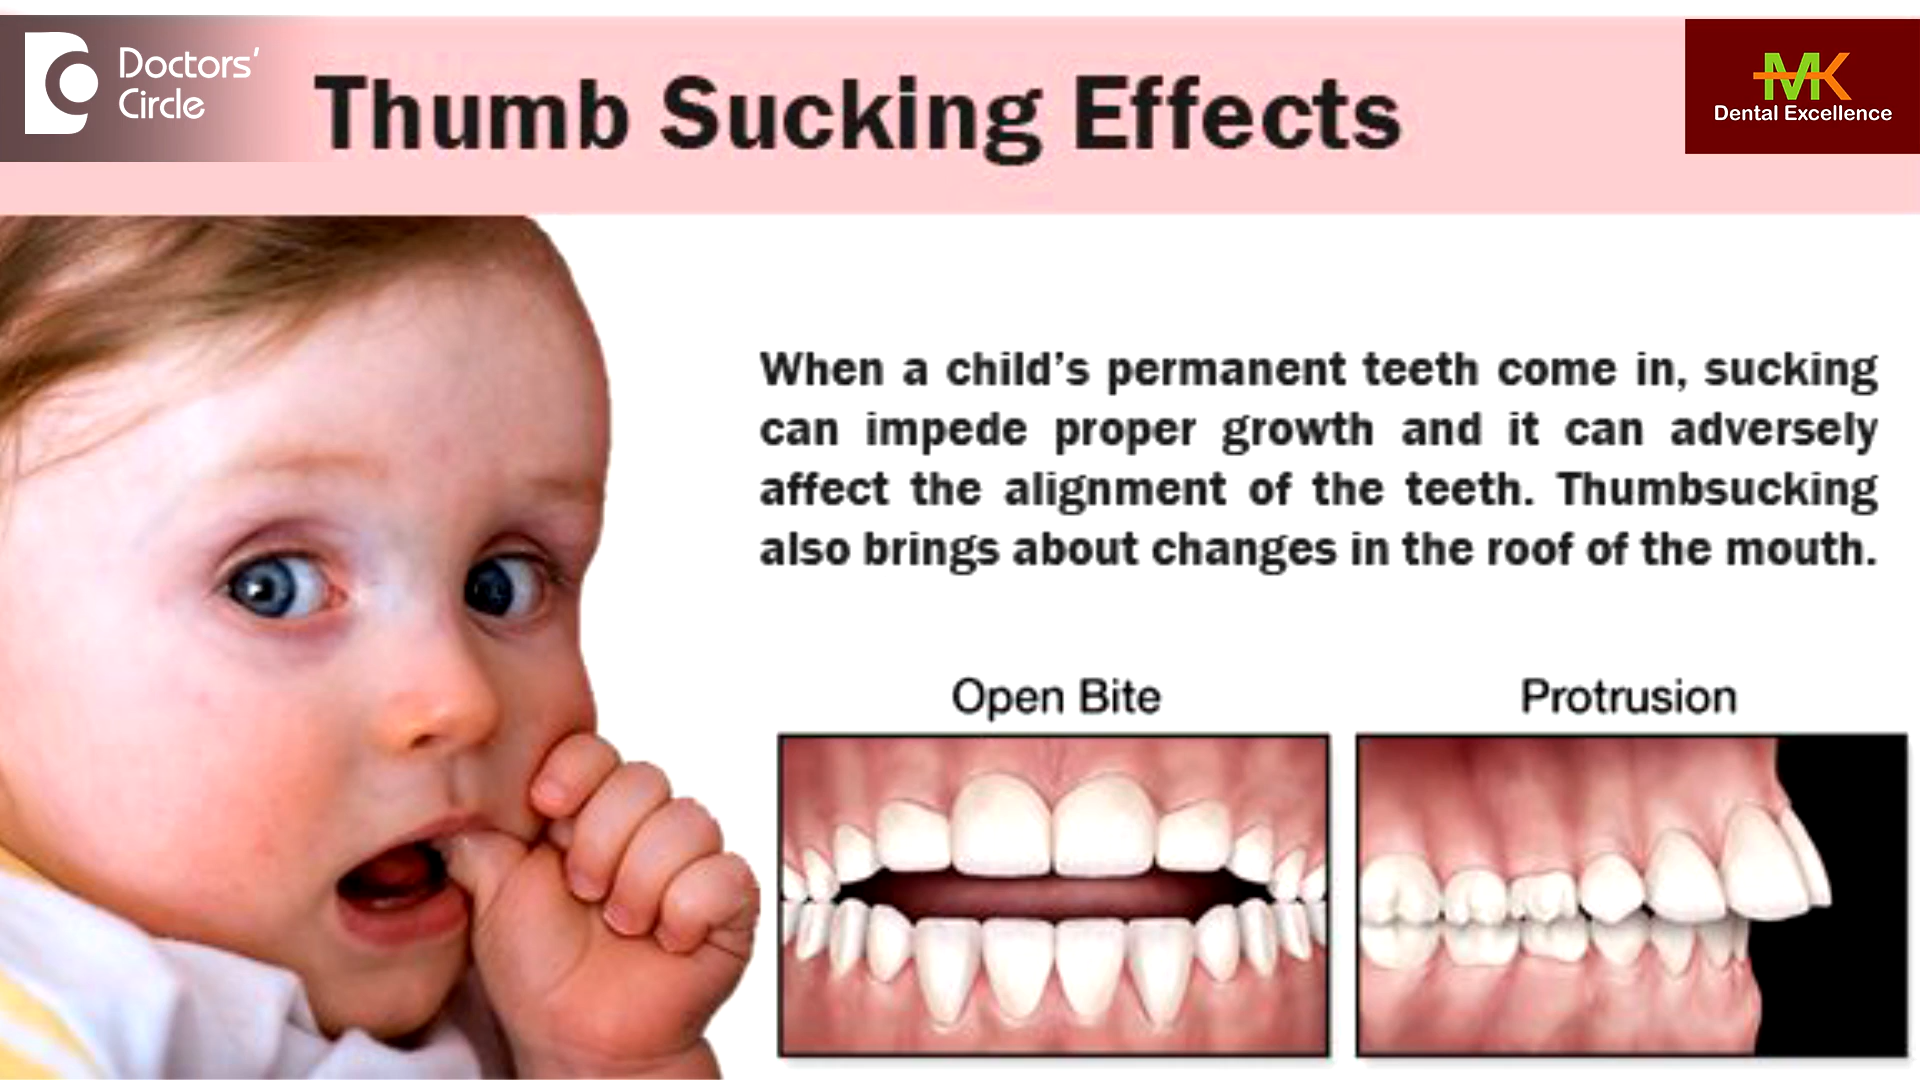 Doctors'
Circle
Thumb Sucking Effects
MK
Dental Excellence
When a child's permanent teeth come in, sucking
can impede proper growth and it can adversely
affect the alignment of the teeth. Thumbsucking
also brings about changes in the roof of the mouth.
Open Bite
Protrusion